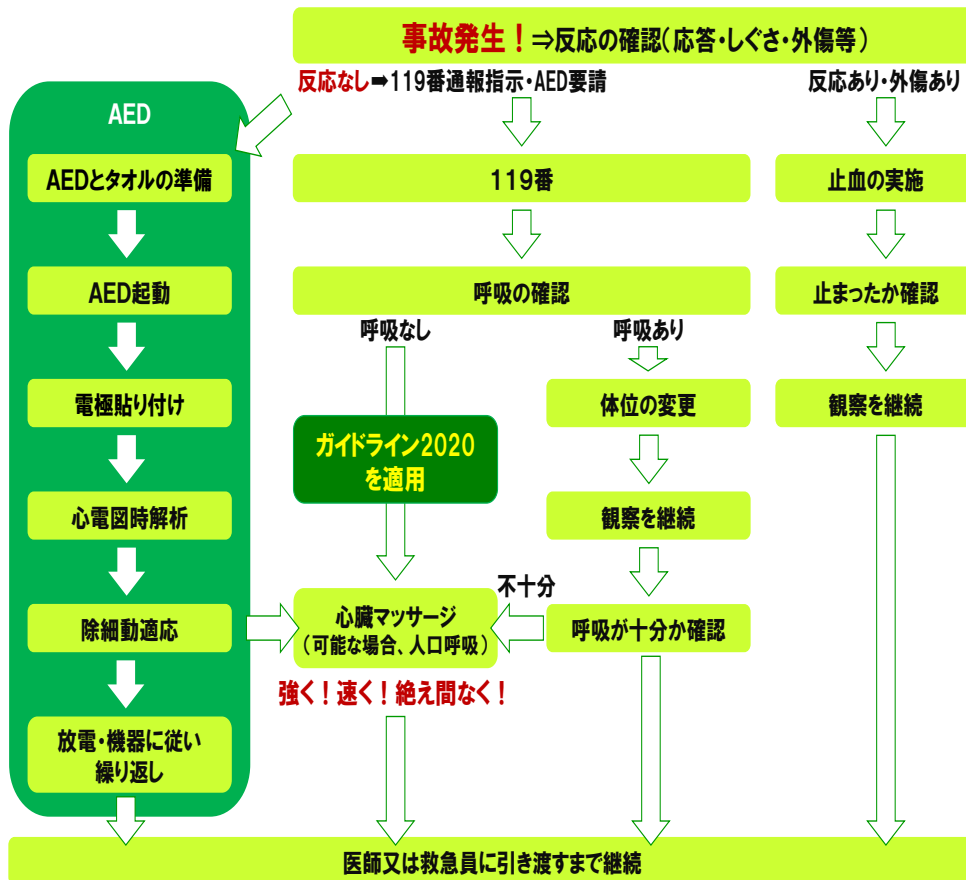 事故発生！⇒反応の確認（応答・しぐさ・外傷等）
反応なし➡119番通報指示・AED要請
反応あり・外傷あり
AED
AEDとタオルの準備
AED起動
電極貼り付け
心電図時解析
除細動適応
放電・機器に従い
繰り返し
119番
呼吸の確認
呼吸なし
ガイドライン2020
を適用
心臓マッサージ
（可能な場合、人口呼吸）
強く！速く！絶え間なく！
呼吸あり
体位の変更
観察を継続
呼吸が十分か確認
不十分
止血の実施
止まったか確認
観察を継続
医師又は救急員に引き渡すまで継続